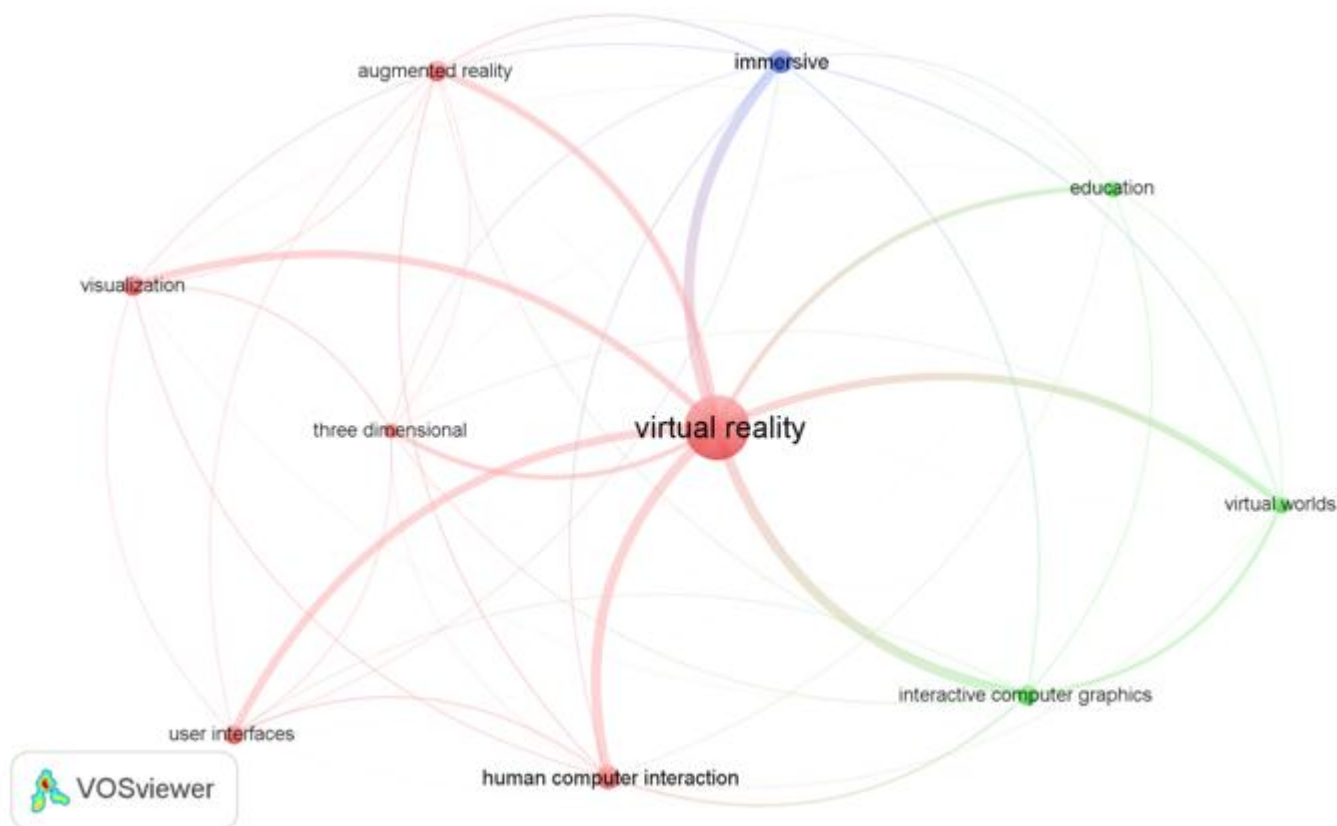 immersive
augmented reality
education
visualization
three dimensional
virtual reality
virtual worlds
interactive computer graphics
user interfaces
human computer interaction
VOSviewer